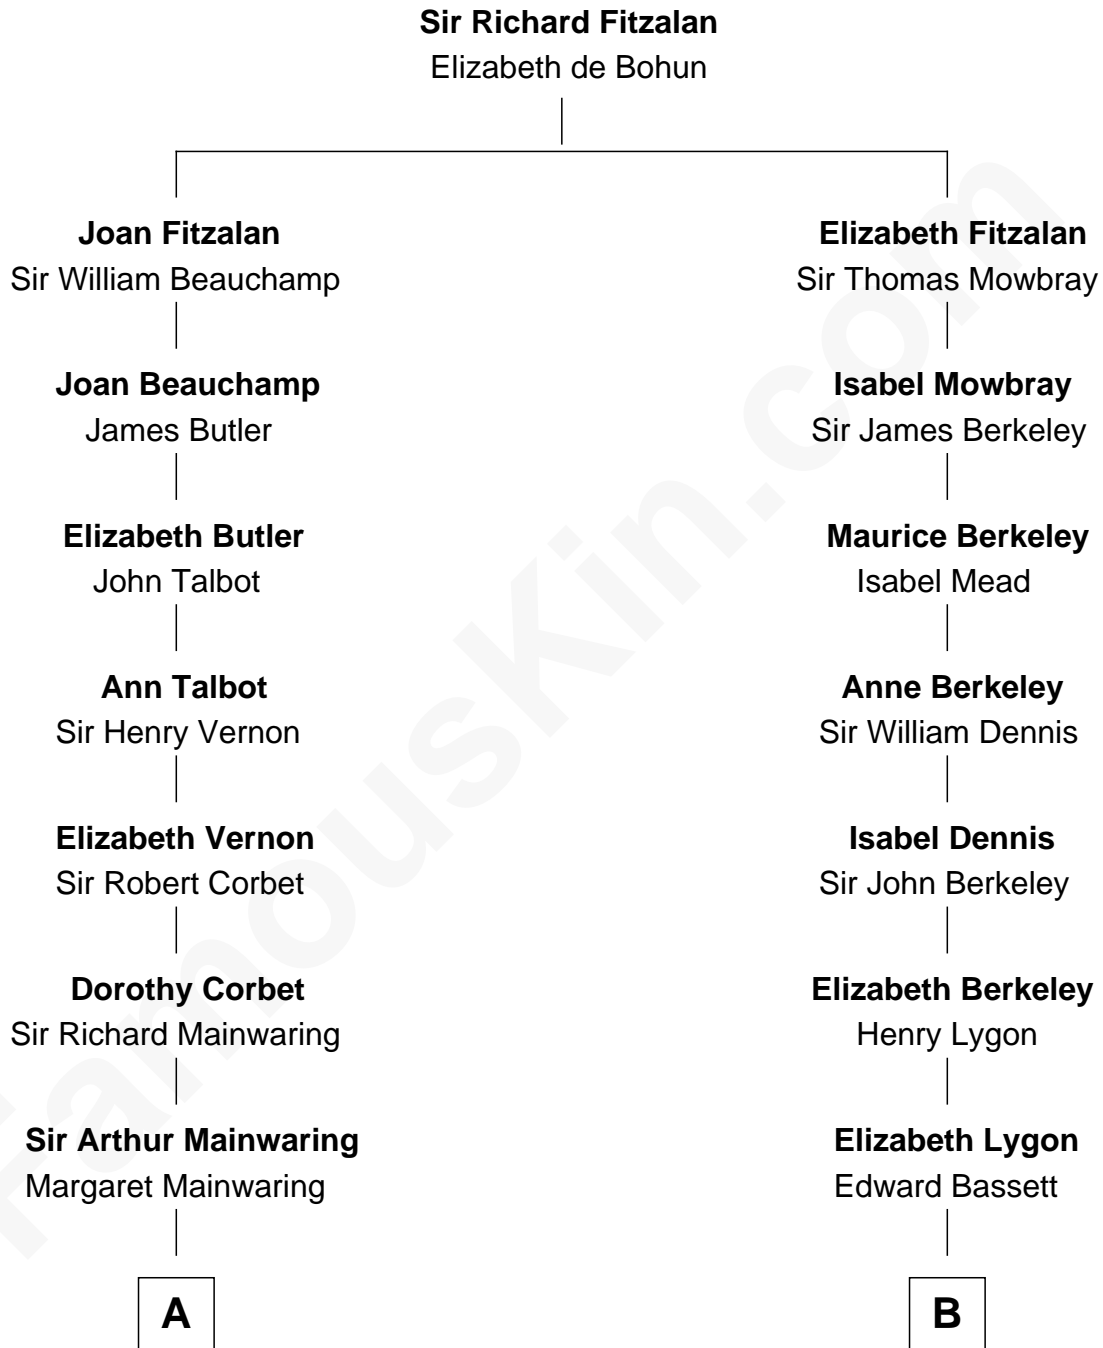 Sir Richard Fitzalan
Elizabeth de Bohun
Joan Fitzalan
Sir William Beauchamp
Elizabeth Fitzalan
Sir Thomas Mowbray
Joan Beauchamp
James Butler
Isabel Mowbray
Sir James Berkeley
Elizabeth Butler
John Talbot
Maurice Berkeley
Isabel Mead
Ann Talbot
Sir Henry Vernon
Anne Berkeley
Sir William Dennis
Elizabeth Vernon
Sir Robert Corbet
Isabel Dennis
Sir John Berkeley
Dorothy Corbet
Sir Richard Mainwaring
Elizabeth Berkeley
Henry Lygon
Sir Arthur Mainwaring
Margaret Mainwaring
Elizabeth Lygon
Edward Bassett
A
B
FamousKin.com